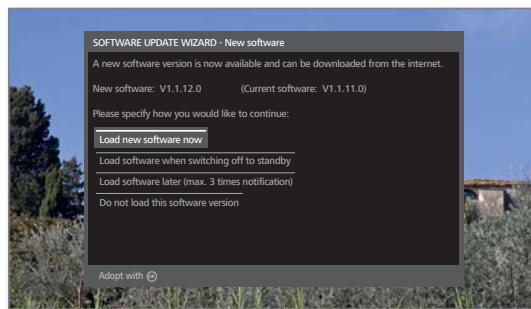 SOFTWARE UPDATE WIZARD - New software
A new software version is now available and can be downloaded from the internet.
New software: V1.1.12.0 (Current software: V1.1.11.0)
Please specify how you would like to continue:
Load new software now
Load software when switching off to standby
Load software later (max. 3 times notification)
Do not load this software version
Adopt with OK